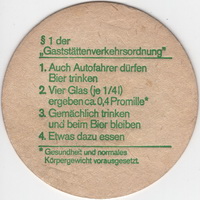 § 1 der
„Gaststättenverkehrsordnung"
1. Auch Autofahrer dürfen
Bier trinken
2. Vier Glas (je 1/4 l)
ergeben ca. 0,4 Promille*
3. Gemächlich trinken
und beim Bier bleiben
4. Etwas dazu essen
* Gesundheit und normales
Körpergewicht vorausgesetzt.